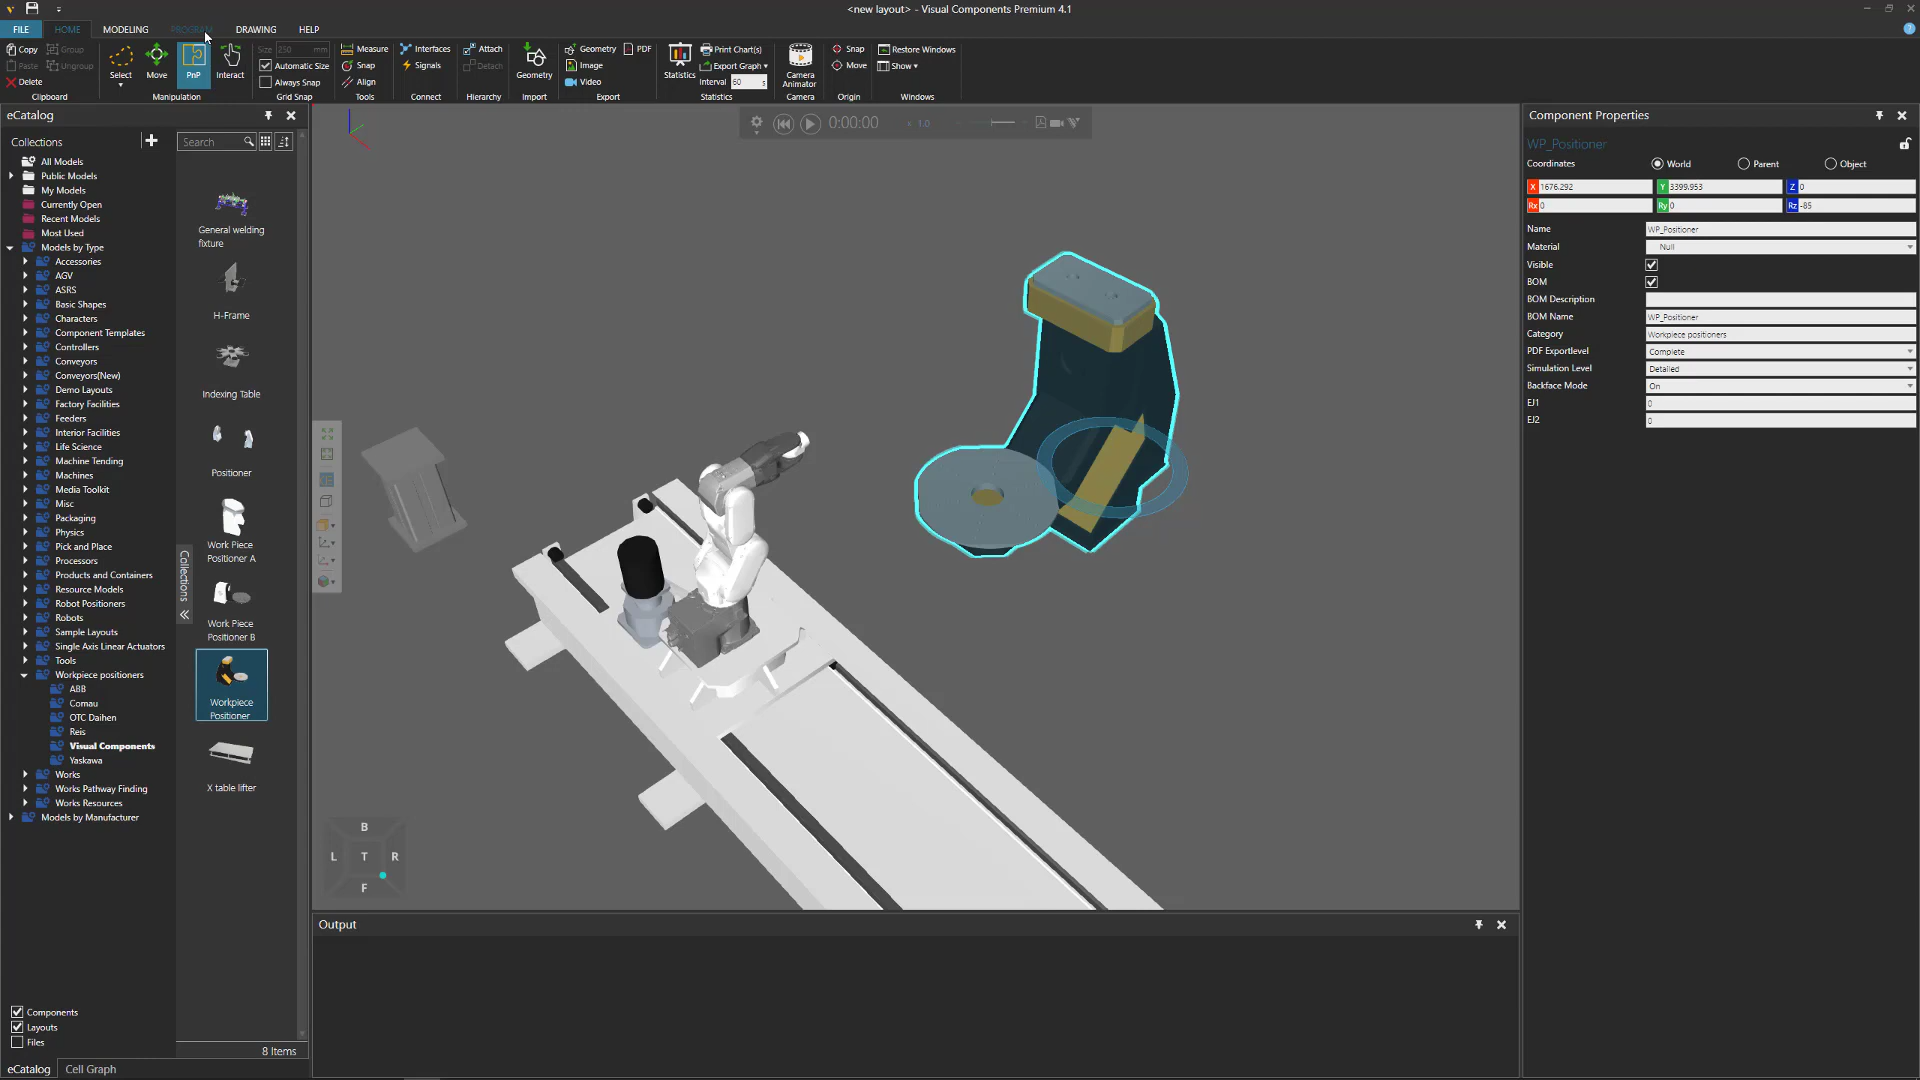 <new layout> - Visual Components Premium 4.1
FILE
HOME
MODELING
PROGRAM
DRAWING
HELP
Copy
Paste
Delete
Group
Ungroup
Clipboard
Select
Move
PnP
Interact
Manipulation
Size 250 mm
Automatic Size
Always Snap
Grid Snap
Measure
Snap
Align
Tools
Interfaces
Signals
Connect
Attach
Detach
Hierarchy
Geometry
Import
Geometry
Image
Video
PDF
Export
Statistics
Print Chart(s)
Export Graph
Interval 60 s
Statistics
Camera
Animator
Camera
Snap
Move
Origin
Restore Windows
Show
Windows
eCatalog
Collections
All Models
Public Models
My Models
Currently Open
Recent Models
Most Used
Models by Type
Accessories
AGV
ASRS
Basic Shapes
Characters
Component Templates
Controllers
Conveyors
Conveyors(New)
Demo Layouts
Factory Facilities
Feeders
Interior Facilities
Life Science
Machine Tending
Machines
Media Toolkit
Misc
Packaging
Physics
Pick and Place
Processors
Products and Containers
Resource Models
Robot Positioners
Robots
Sample Layouts
Single Axis Linear Actuators
Tools
Workpiece positioners
ABB
Comau
OTC Daihen
Reis
Visual Components
Yaskawa
Works
Works Pathway Finding
Works Resources
Models by Manufacturer
Components
Layouts
Files
eCatalog
Cell Graph
Collections
Search
General welding
fixture
H-Frame
Indexing Table
Positioner
Work Piece
Positioner A
Work Piece
Positioner B
Workpiece
Positioner
X table lifter
8 Items
0:00:00
x 1.0
B
L T R
F
Output
Component Properties
WP_Positioner
Coordinates World Parent Object
X 1676.292 Y 3399.953 Z 0
Rx 0 Ry 0 Rz -85
Name WP_Positioner
Material Null
Visible
BOM
BOM Description
BOM Name WP_Positioner
Category Workpiece positioners
PDF Exportlevel Complete
Simulation Level Detailed
Backface Mode On
EJ1 0
EJ2 0